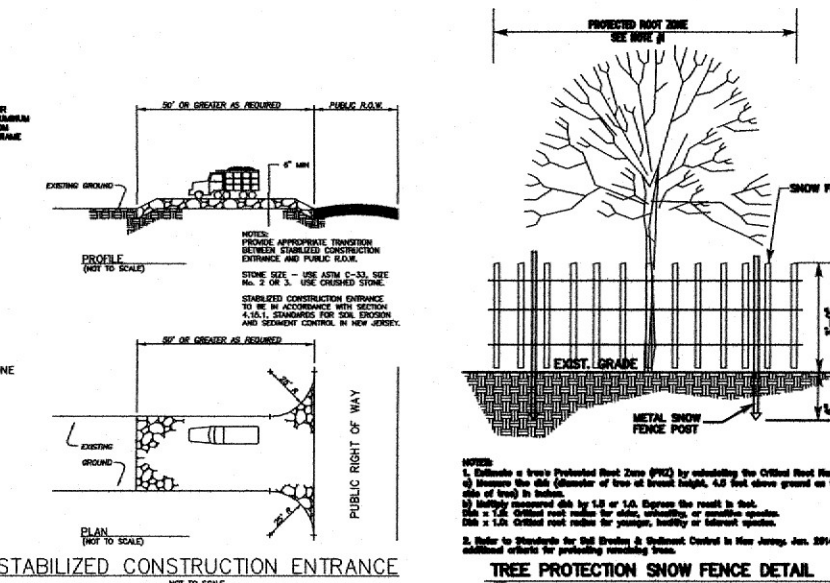 50' OR GREATER AS REQUIRED
PUBLIC R.O.W.
6" MIN
EXISTING GROUND
PROFILE
(NOT TO SCALE)
NOTES:
PROVIDE APPROPRIATE TRANSITION
BETWEEN STABILIZED CONSTRUCTION
ENTRANCE AND PUBLIC R.O.W.
STONE SIZE - USE ASTM C-33, SIZE
No. 2 OR 3. USE CRUSHED STONE.
STABILIZED CONSTRUCTION ENTRANCE
TO BE IN ACCORDANCE WITH SECTION
4.15.1, STANDARDS FOR SOIL EROSION
AND SEDIMENT CONTROL IN NEW JERSEY.
50' OR GREATER AS REQUIRED
25' R
EXISTING
GROUND
25' R
PUBLIC RIGHT OF WAY
PLAN
(NOT TO SCALE)
STABILIZED CONSTRUCTION ENTRANCE
NOT TO SCALE
PROTECTED ROOT ZONE
SEE NOTE #1
SNOW F
EXIST. GRADE
METAL SNOW
FENCE POST
NOTES:
1. Estimate a tree's Protected Root Zone (PRZ) by calculating the Critical Root
a) Measure the dbh (diameter of tree at breast height, 4.5 feet above ground on
side of tree) in inches.
b) Multiply measured dbh by 1.5 or 1.0. Express the result in feet.
Dbh x 1.5: Critical root radius for older, unhealthy, or sensitive species.
Dbh x 1.0: Critical root radius for younger, healthy or tolerant species.
2. Refer to Standards for Soil Erosion & Sediment Control in New Jersey, Jan. 2014
additional criteria for protecting remaining trees.
TREE PROTECTION SNOW FENCE DETAIL